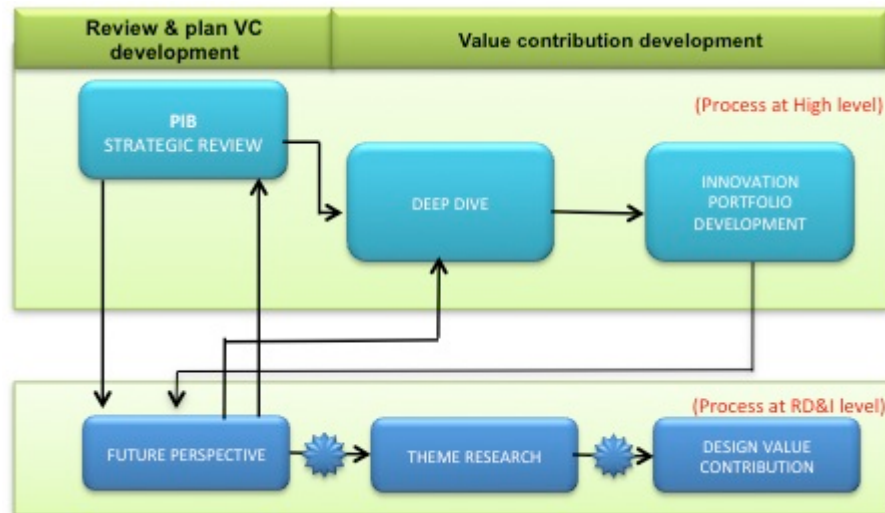 Review & plan VC
development
Value contribution development
(Process at High level)
PIB
STRATEGIC REVIEW
DEEP DIVE
INNOVATION
PORTFOLIO
DEVELOPMENT
(Process at RD&I level)
FUTURE PERSPECTIVE
THEME RESEARCH
DESIGN VALUE
CONTRIBUTION